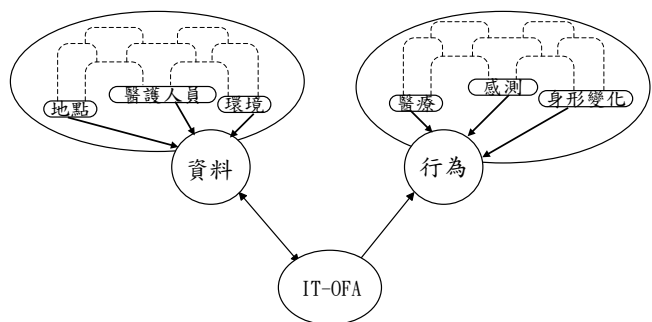 地點
醫護人員
環境
醫療
感測
身形變化
資料
行為
IT-OFA